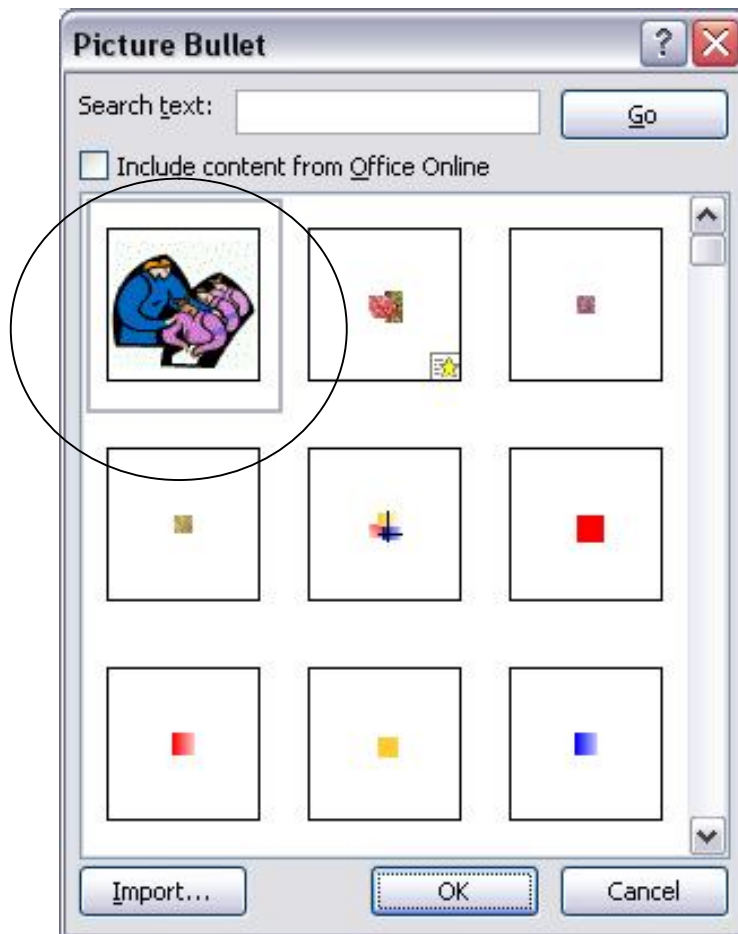 Picture Bullet
Search text:
Go
Include content from Office Online
Import...
OK
Cancel